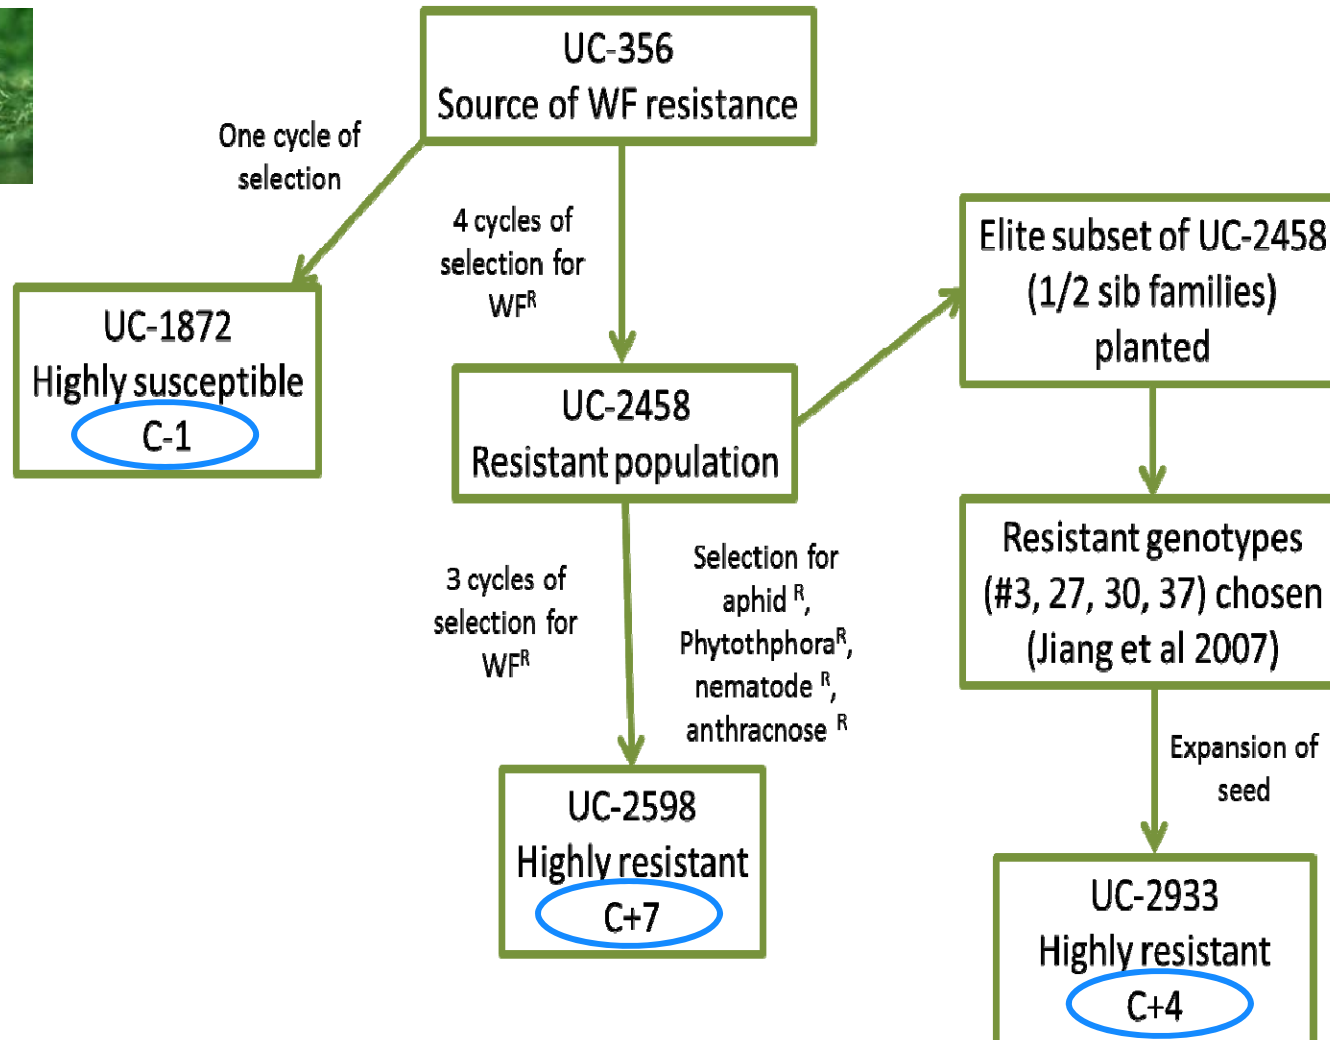 UC-356
Source of WF resistance
One cycle of
selection
4 cycles of
selection for
WFᴿ
UC-1872
Highly susceptible
C-1
UC-2458
Resistant population
Elite subset of UC-2458
(1/2 sib families)
planted
3 cycles of
selection for
WFᴿ
Selection for
aphid ᴿ,
Phytothphoraᴿ,
nematode ᴿ,
anthracnose ᴿ
Resistant genotypes
(#3, 27, 30, 37) chosen
(Jiang et al 2007)
Expansion of
seed
UC-2598
Highly resistant
C+7
UC-2933
Highly resistant
C+4